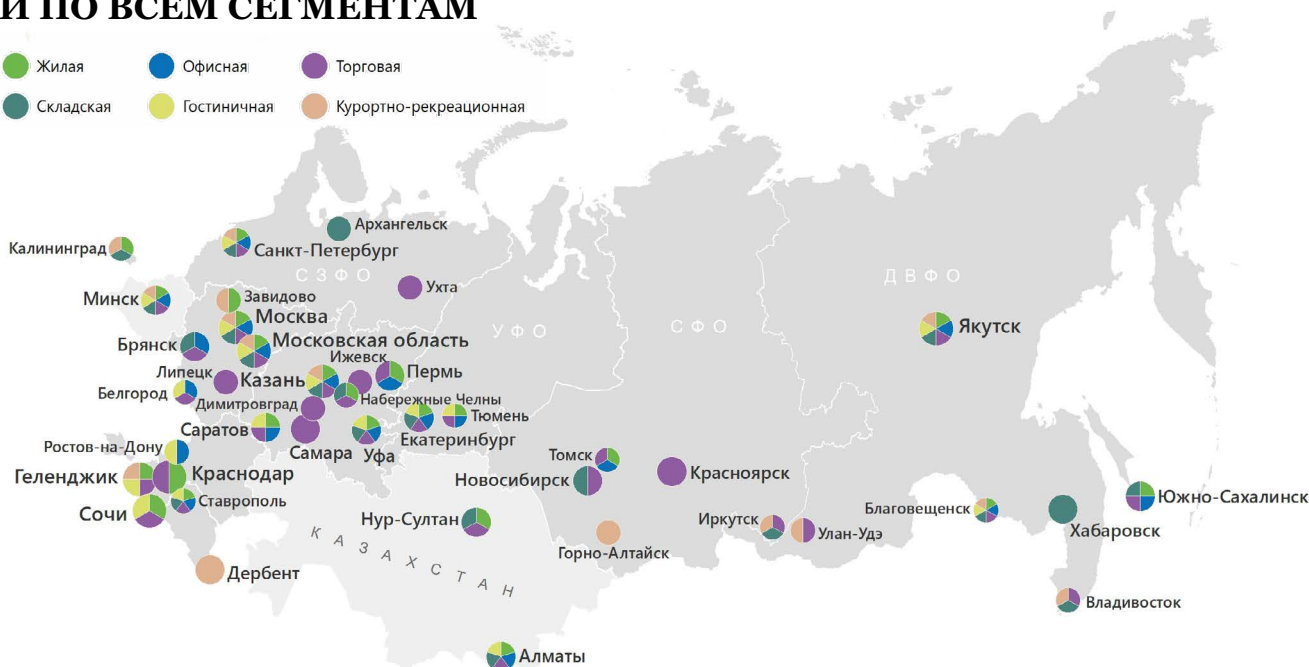 И ПО ВСЕМ СЕГМЕНТАМ
Жилая
Офисная
Торговая
Складская
Гостиничная
Курортно-рекреационная
Архангельск
Калининград
Санкт-Петербург
СЗФО
ДВФО
Ухта
Минск
Завидово
Москва
Якутск
УФО
СФО
Брянск
Московская область
Ижевск
Липецк
Казань
Пермь
Белгород
Димитровград
Набережные Челны
Тюмень
Саратов
Екатеринбург
Ростов-на-Дону
Самара
Уфа
Томск
Геленджик
Краснодар
Новосибирск
Красноярск
Южно-Сахалинск
Ставрополь
Сочи
Нур-Султан
Благовещенск
Иркутск
Улан-Удэ
Хабаровск
КАЗАХСТАН
Горно-Алтайск
Дербент
Владивосток
Алматы